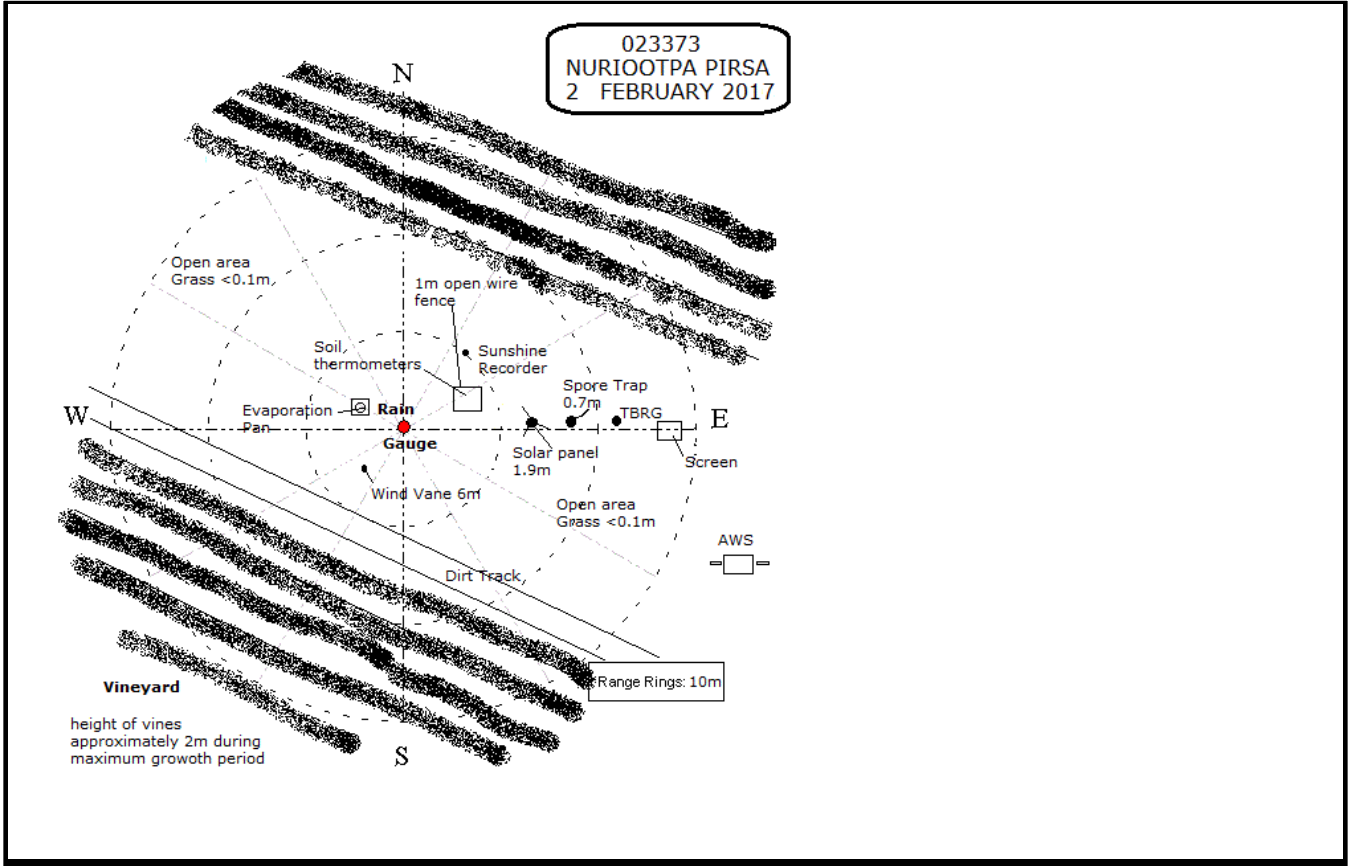 023373
NURIOOTPA PIRSA
2 FEBRUARY 2017
N
Open area
Grass <0.1m
1m open wire
fence
Soil
thermometers
Sunshine
Recorder
Spore Trap
0.7m
TBRG
W
Evaporation
Pan
Rain
Gauge
E
Solar panel
1.9m
Screen
Wind Vane 6m
Open area
Grass <0.1m
AWS
Dirt Track
Range Rings: 10m
Vineyard
height of vines
approximately 2m during
maximum growoth period
S